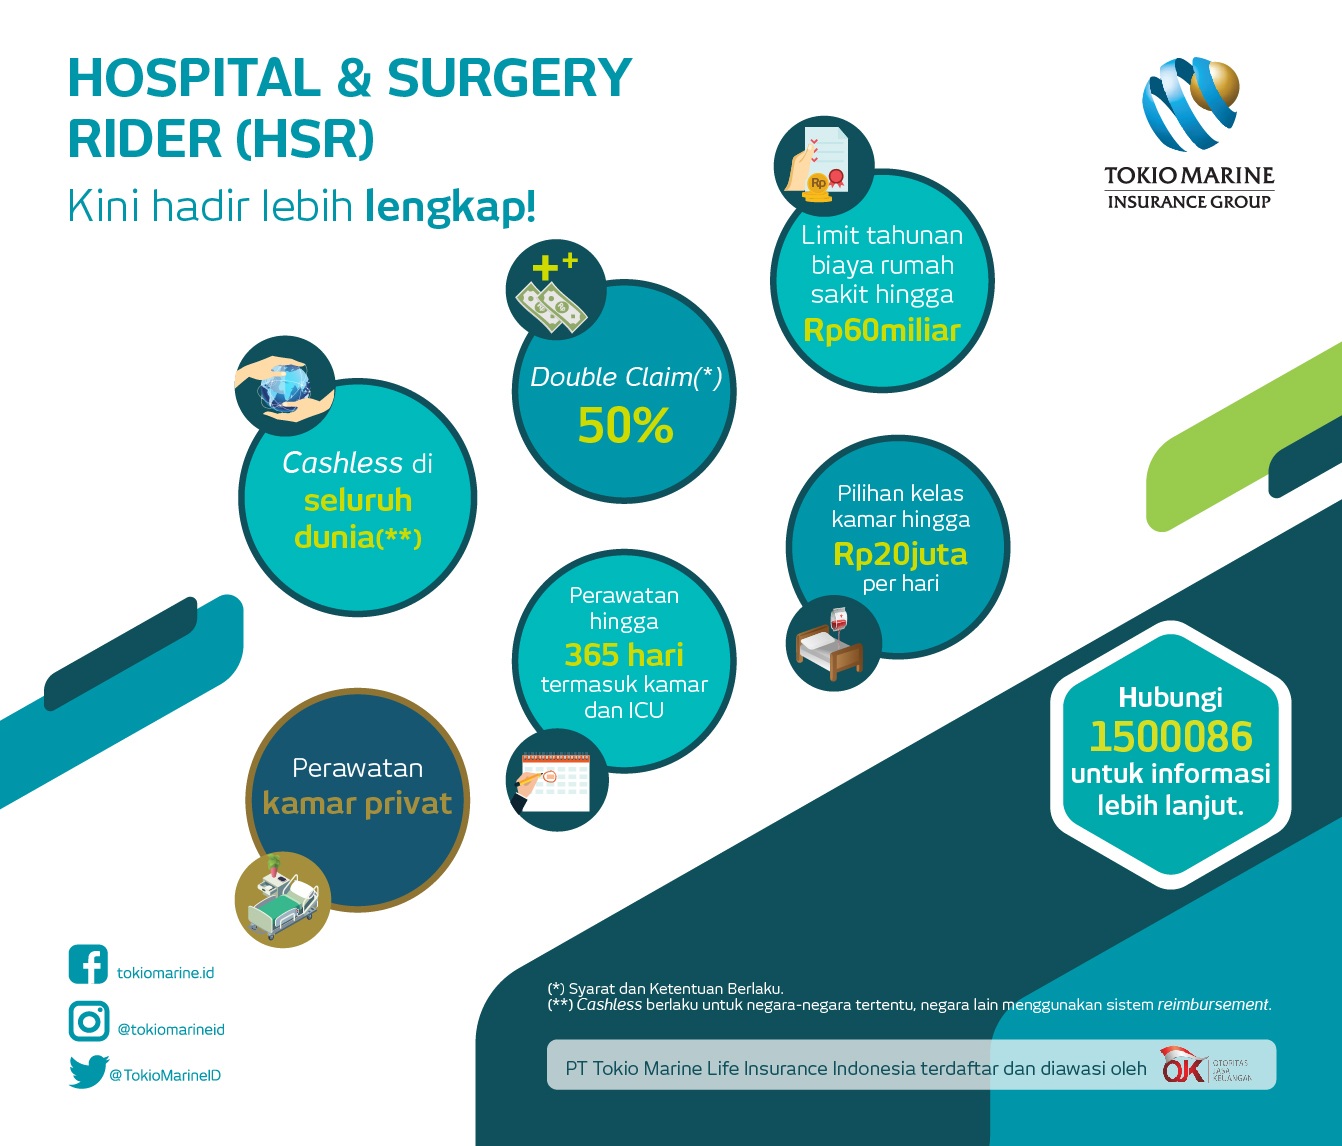 HOSPITAL & SURGERY
RIDER (HSR)
Kini hadir lebih lengkap!
TOKIO MARINE
INSURANCE GROUP
Rp
Limit tahunan
biaya rumah
sakit hingga
Rp60miliar
Double Claim(*)
50%
Cashless di
seluruh
dunia(**)
Pilihan kelas
kamar hingga
Rp20juta
per hari
Perawatan
hingga
365 hari
termasuk kamar
dan ICU
Perawatan
kamar privat
Hubungi
1500086
untuk informasi
lebih lanjut.
tokiomarine.id
@tokiomarineid
@TokioMarineID
(*) Syarat dan Ketentuan Berlaku.
(**) Cashless berlaku untuk negara-negara tertentu, negara lain menggunakan sistem reimbursement.
PT Tokio Marine Life Insurance Indonesia terdaftar dan diawasi oleh
OJK
OTORITAS
JASA
KEUANGAN